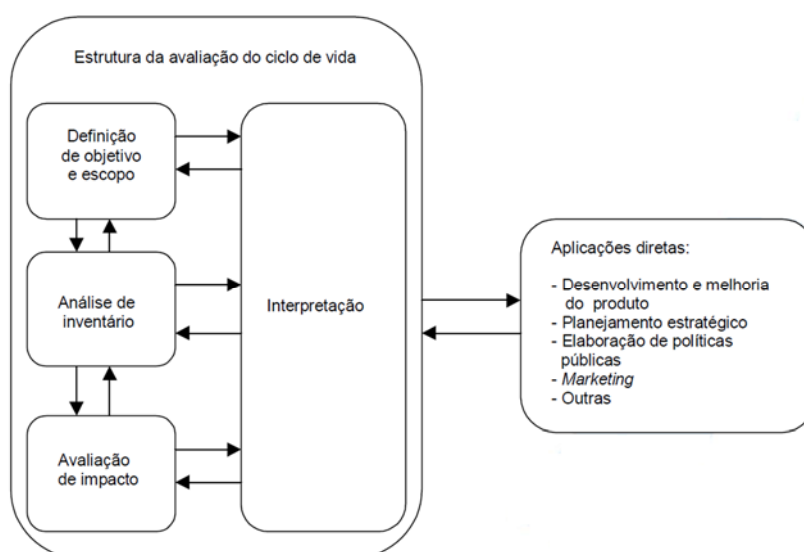 Estrutura da avaliação do ciclo de vida
Definição
de objetivo
e escopo
Análise de
inventário
Avaliação
de impacto
Interpretação
Aplicações diretas:
- Desenvolvimento e melhoria
do produto
- Planejamento estratégico
- Elaboração de políticas
públicas
- Marketing
- Outras